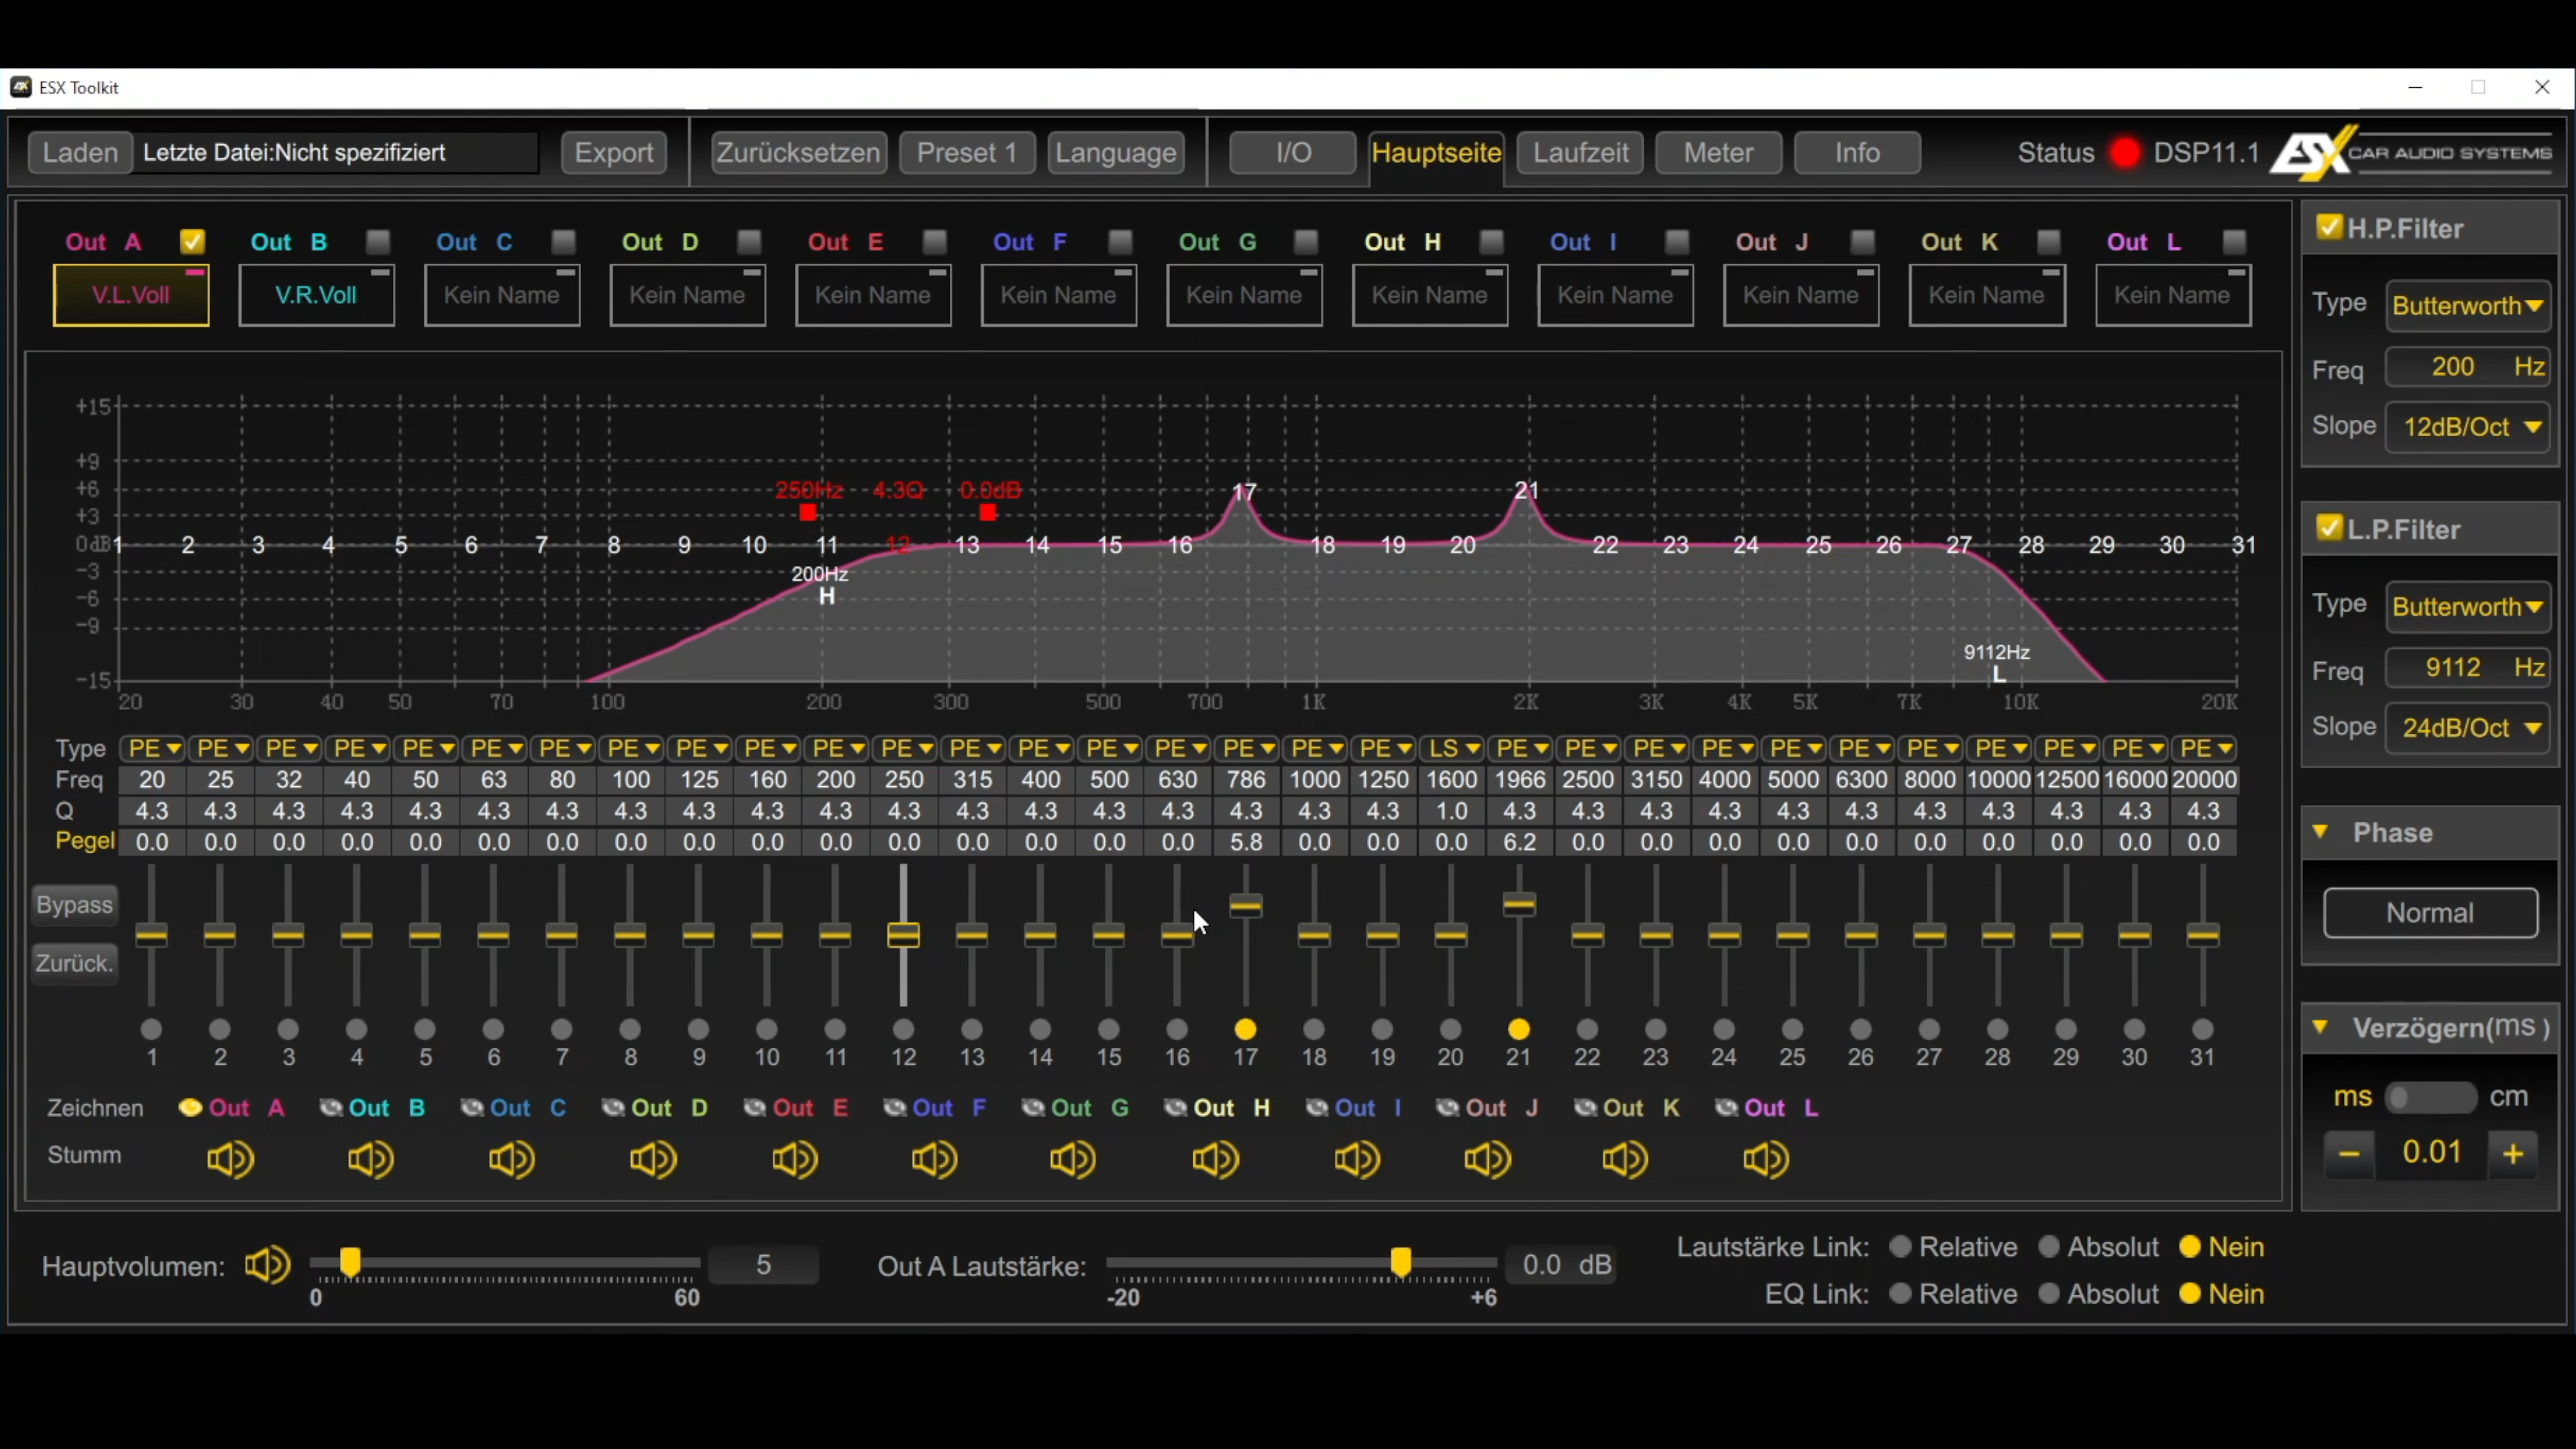 ESX Toolkit
Laden Letzte Datei:Nicht spezifiziert Export Zurücksetzen Preset 1 Language I/O Hauptseite Laufzeit Meter Info Status DSP11.1 ESX CAR AUDIO SYSTEMS
Out A Out B Out C Out D Out E Out F Out G Out H Out I Out J Out K Out L
V.L.Voll V.R.Voll Kein Name Kein Name Kein Name Kein Name Kein Name Kein Name Kein Name Kein Name Kein Name Kein Name
H.P.Filter
Type Butterworth
Freq 200 Hz
Slope 12dB/Oct
+15
+9
+6
+3
0dB
-3
-6
-9
-15
250Hz 4.3Q 0.0dB
1 2 3 4 5 6 7 8 9 10 11 12 13 14 15 16 17 18 19 20 21 22 23 24 25 26 27 28 29 30 31
200Hz
H
9112Hz
L
20 30 40 50 70 100 200 300 500 700 1K 2K 3K 4K 5K 7K 10K 20K
L.P.Filter
Type Butterworth
Freq 9112 Hz
Slope 24dB/Oct
Type PE PE PE PE PE PE PE PE PE PE PE PE PE PE PE PE PE PE PE LS PE PE PE PE PE PE PE PE PE PE PE
Freq 20 25 32 40 50 63 80 100 125 160 200 250 315 400 500 630 786 1000 1250 1600 1966 2500 3150 4000 5000 6300 8000 10000 12500 16000 20000
Q 4.3 4.3 4.3 4.3 4.3 4.3 4.3 4.3 4.3 4.3 4.3 4.3 4.3 4.3 4.3 4.3 4.3 4.3 4.3 1.0 4.3 4.3 4.3 4.3 4.3 4.3 4.3 4.3 4.3 4.3 4.3
Pegel 0.0 0.0 0.0 0.0 0.0 0.0 0.0 0.0 0.0 0.0 0.0 0.0 0.0 0.0 0.0 0.0 5.8 0.0 0.0 0.0 6.2 0.0 0.0 0.0 0.0 0.0 0.0 0.0 0.0 0.0 0.0
Bypass
Zurück.
1 2 3 4 5 6 7 8 9 10 11 12 13 14 15 16 17 18 19 20 21 22 23 24 25 26 27 28 29 30 31
Phase
Normal
Verzögern(ms)
ms cm
– 0.01 +
Zeichnen Out A Out B Out C Out D Out E Out F Out G Out H Out I Out J Out K Out L
Stumm
Hauptvolumen: 5
0 60
Out A Lautstärke: 0.0 dB
-20 +6
Lautstärke Link: Relative Absolut Nein
EQ Link: Relative Absolut Nein